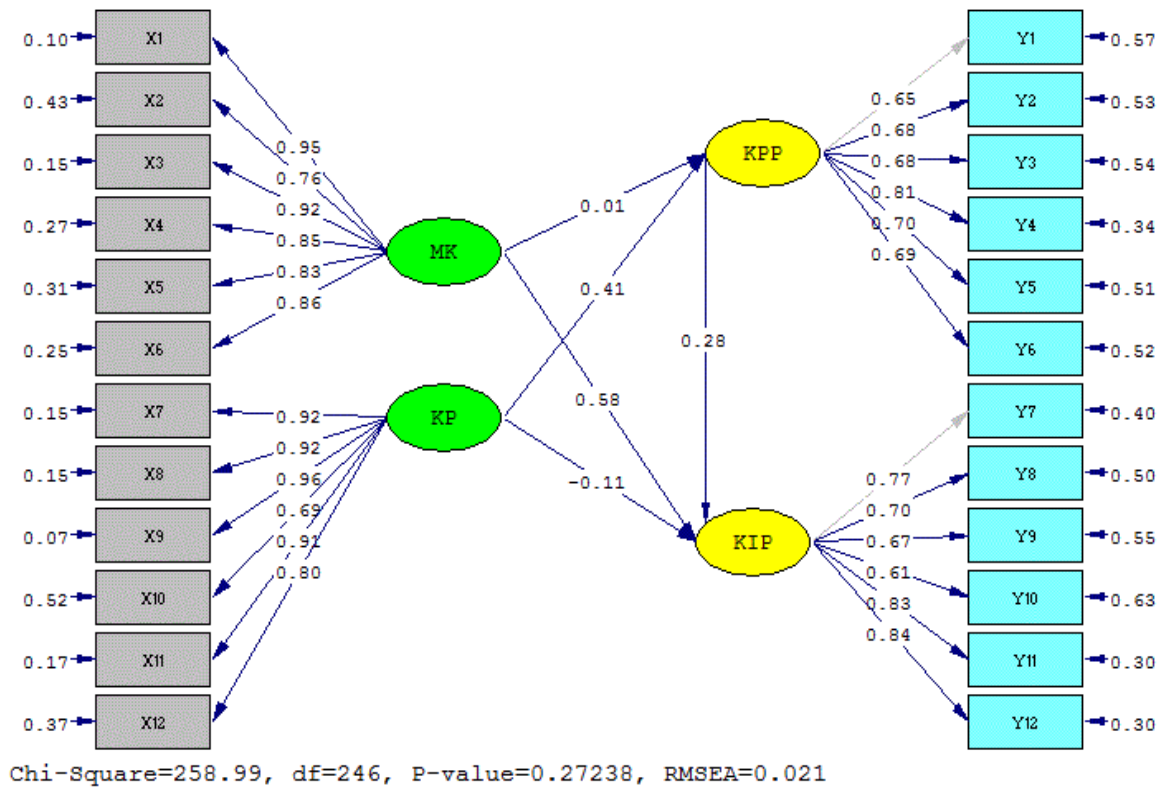 0.10 X1
0.43 X2
0.15 X3
0.27 X4
0.31 X5
0.25 X6
0.15 X7
0.15 X8
0.07 X9
0.52 X10
0.17 X11
0.37 X12
0.95
0.76
0.92
0.85
0.83
0.86
0.92
0.92
0.96
0.69
0.91
0.80
MK
KP
0.01
0.41
0.58
-0.11
0.28
KPP
KIP
0.65
0.68
0.68
0.81
0.70
0.69
0.77
0.70
0.67
0.61
0.83
0.84
Y1 0.57
Y2 0.53
Y3 0.54
Y4 0.34
Y5 0.51
Y6 0.52
Y7 0.40
Y8 0.50
Y9 0.55
Y10 0.63
Y11 0.30
Y12 0.30
Chi-Square=258.99, df=246, P-value=0.27238, RMSEA=0.021